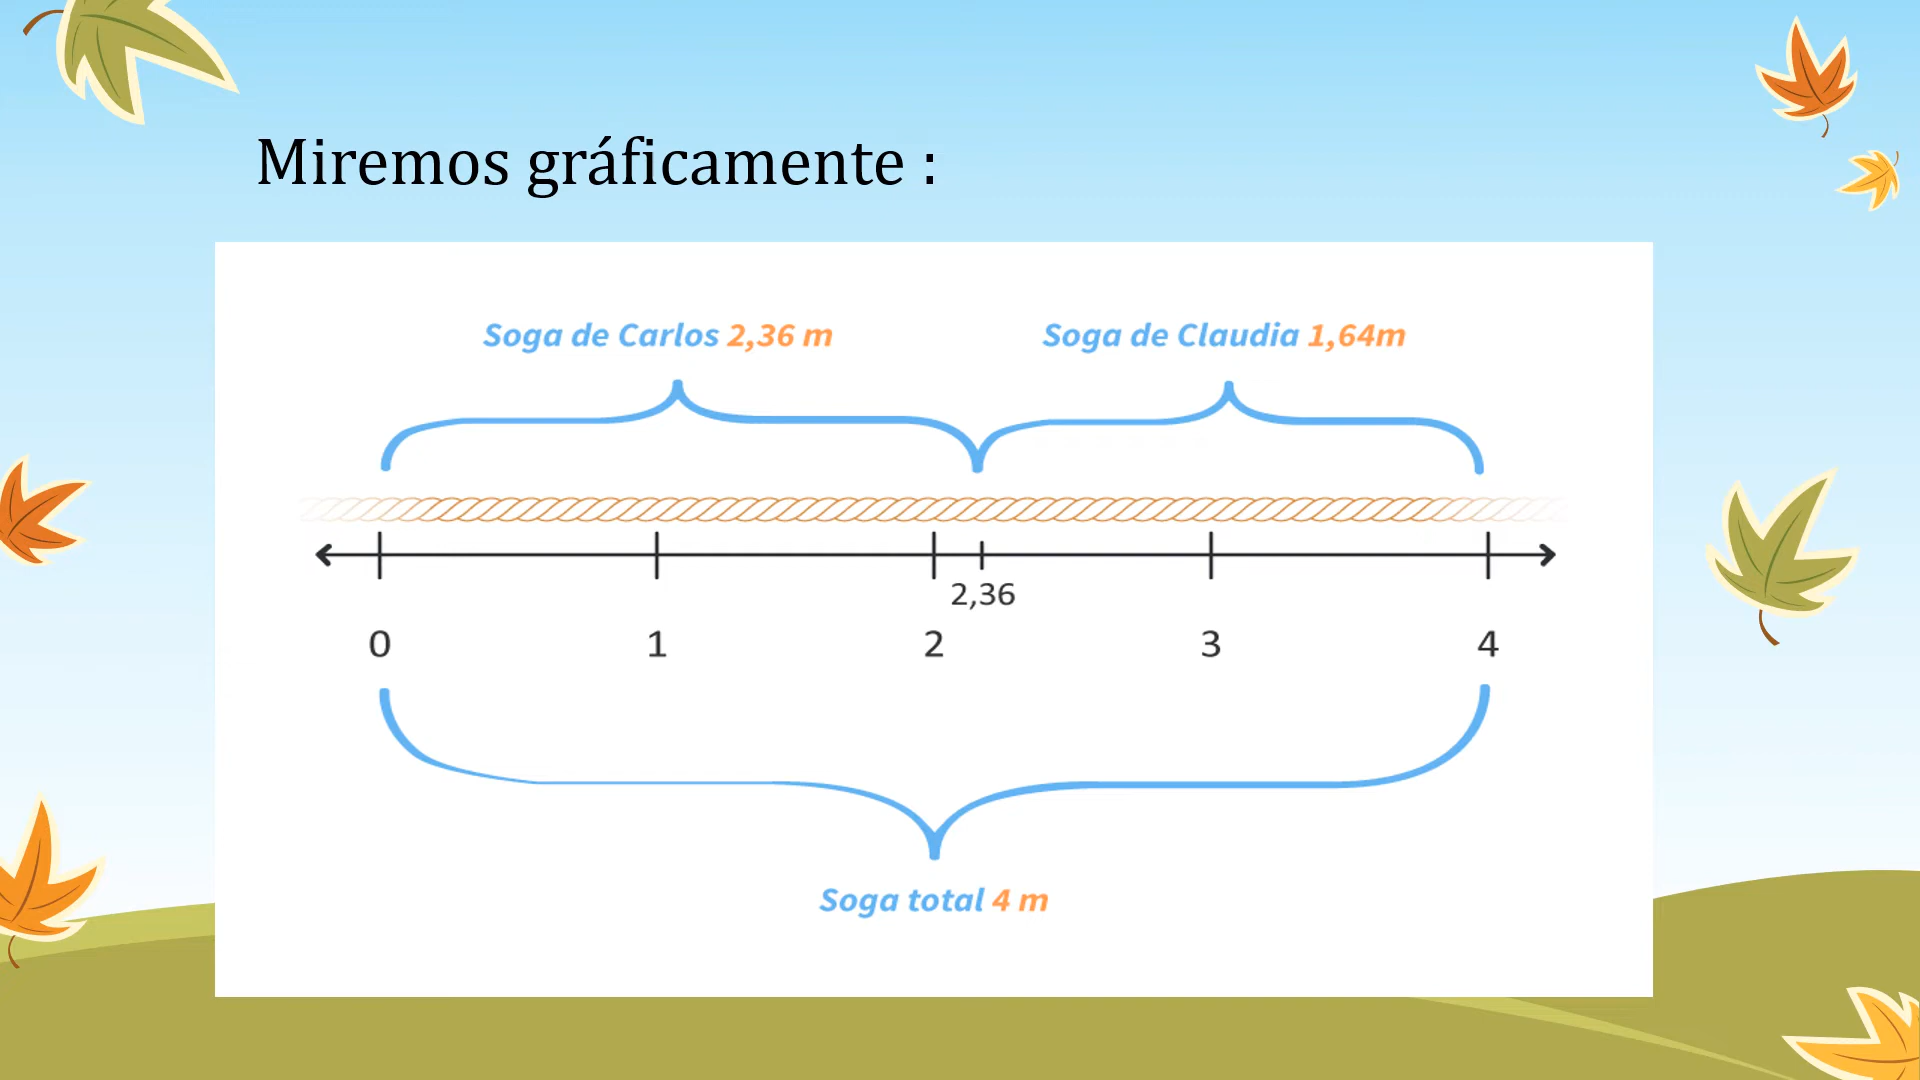 Miremos gráficamente :
Soga de Carlos 2,36 m
Soga de Claudia 1,64m
2,36
0 1 2 3 4
Soga total 4 m